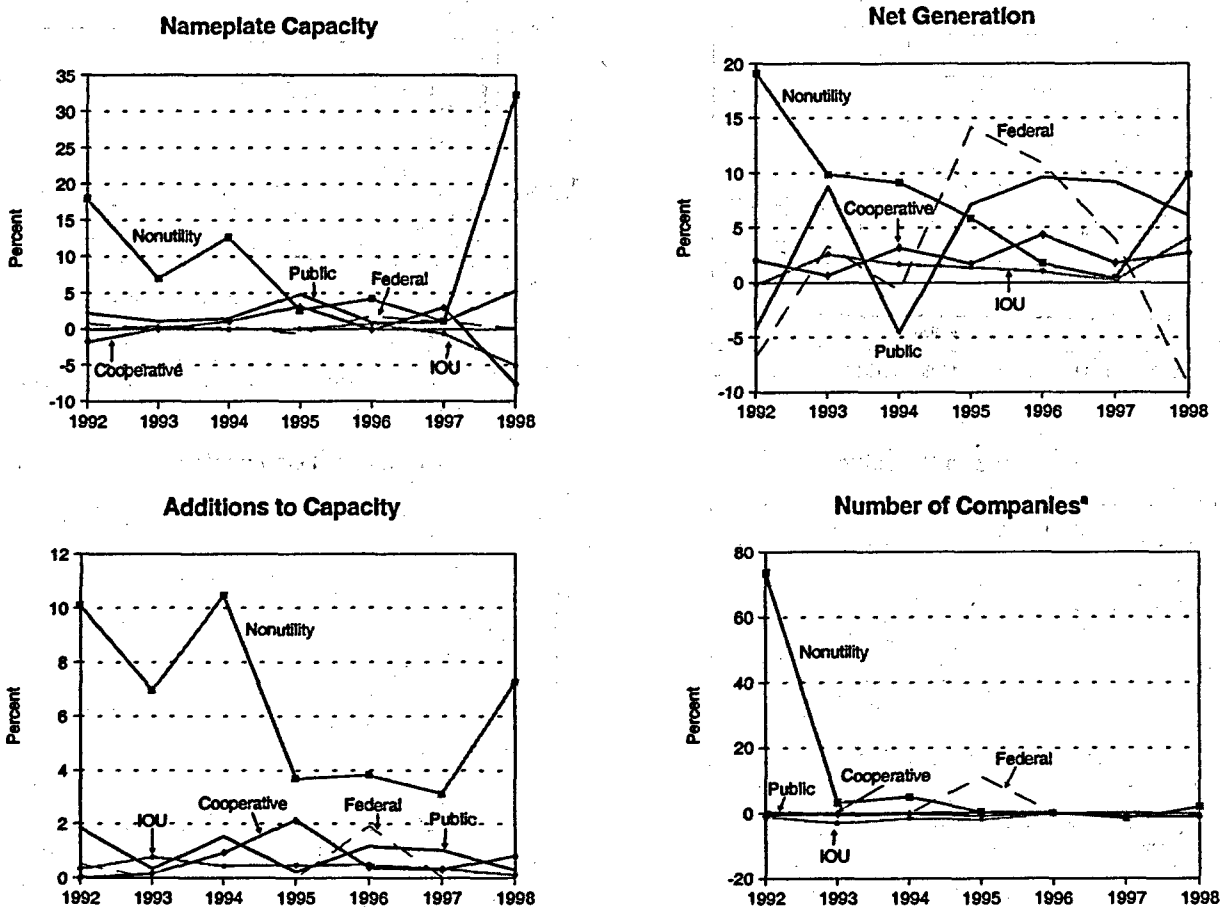 Nameplate Capacity
35
30
25
20
15
10
5
0
-5
-10
Percent
Nonutility
Public
Federal
Cooperative
IOU
1992 1993 1994 1995 1996 1997 1998
Net Generation
20
15
10
5
0
-5
-10
Percent
Nonutility
Federal
Cooperative
IOU
Public
1992 1993 1994 1995 1996 1997 1998
Additions to Capacity
12
10
8
6
4
2
0
Percent
Nonutility
Cooperative
Federal
IOU
Public
1992 1993 1994 1995 1996 1997 1998
Number of Companiesª
80
60
40
20
0
-20
Percent
Nonutility
Federal
Cooperative
Public
IOU
1992 1993 1994 1995 1996 1997 1998